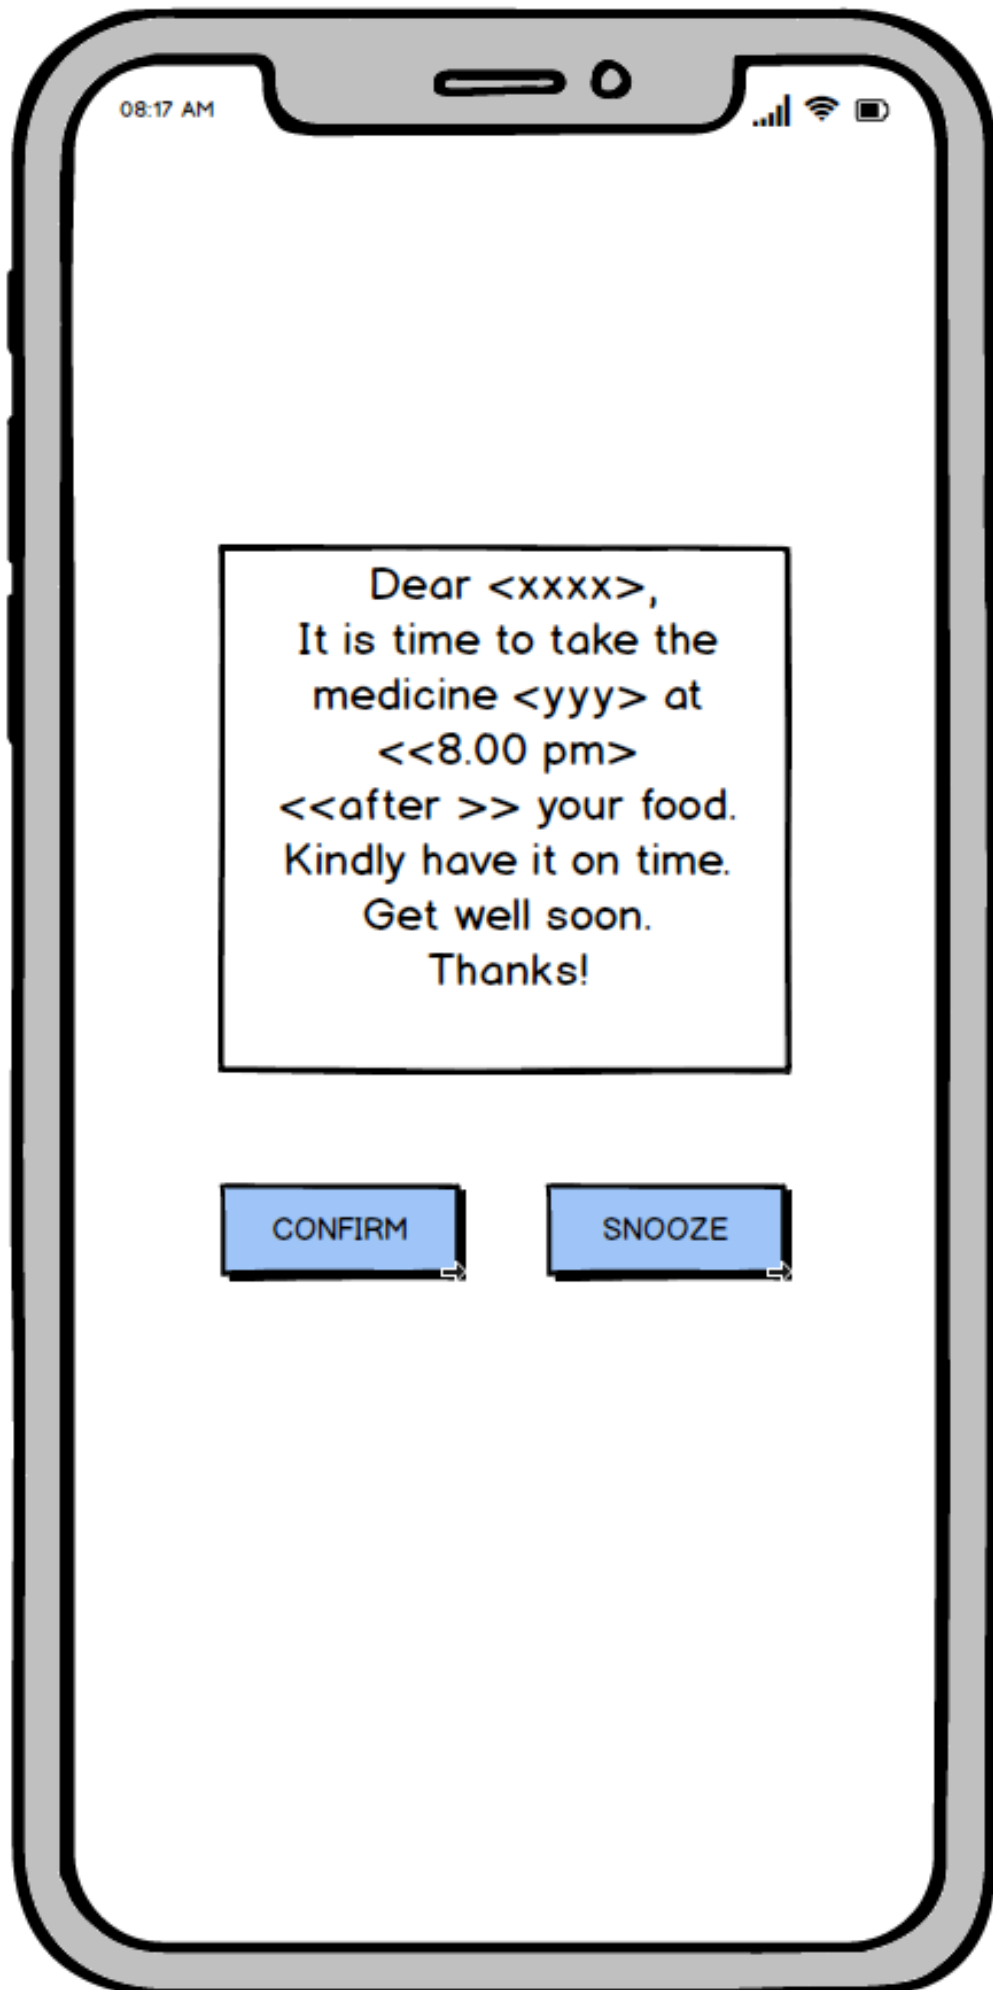 08:17 AM
Dear <xxxx>,
It is time to take the
medicine <yyy> at
<<8.00 pm>
<<after >> your food.
Kindly have it on time.
Get well soon.
Thanks!
CONFIRM
SNOOZE